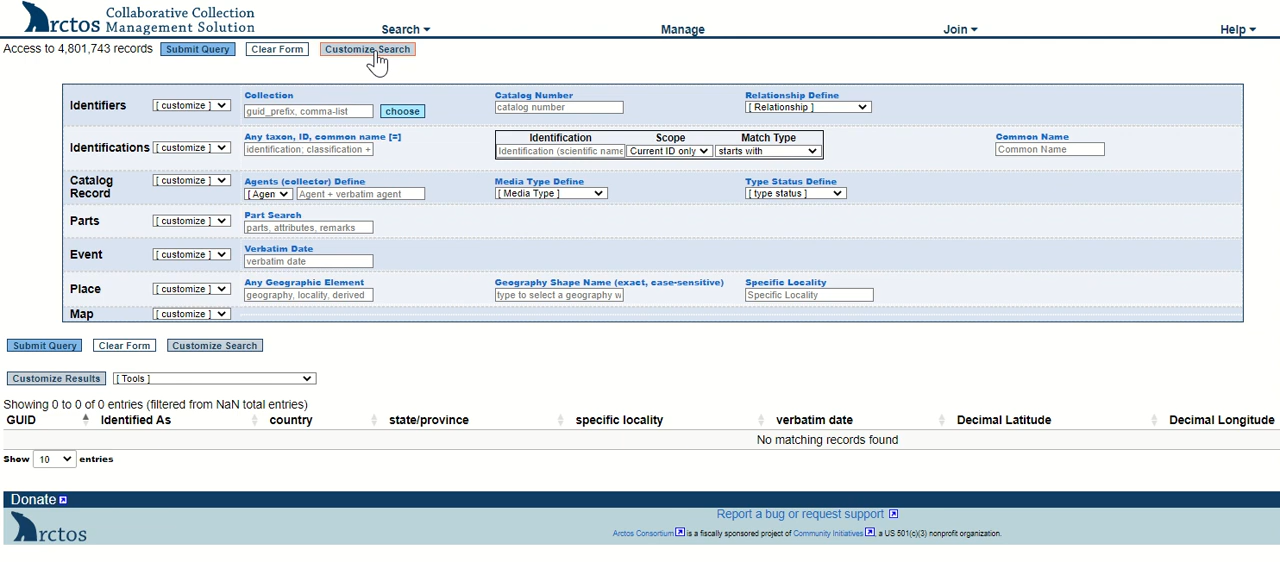 Arctos Collaborative Collection
Management Solution
Search Manage Join Help
Access to 4,801,743 records Submit Query Clear Form Customize Search
Identifiers [ customize ] Collection Catalog Number Relationship Define
guid_prefix, comma-list choose catalog number [ Relationship ]
Identifications [ customize ] Any taxon, ID, common name [=] Identification Scope Match Type Common Name
identification; classification + Identification (scientific name Current ID only starts with Common Name
Catalog Record [ customize ] Agents (collector) Define Media Type Define Type Status Define
[ Agen Agent + verbatim agent [ Media Type ] [ type status ]
Parts [ customize ] Part Search
parts, attributes, remarks
Event [ customize ] Verbatim Date
verbatim date
Place [ customize ] Any Geographic Element Geography Shape Name (exact, case-sensitive) Specific Locality
geography, locality, derived type to select a geography w Specific Locality
Map [ customize ]
Submit Query Clear Form Customize Search
Customize Results [ Tools ]
Showing 0 to 0 of 0 entries (filtered from NaN total entries)
GUID Identified As country state/province specific locality verbatim date Decimal Latitude Decimal Longitude
No matching records found
Show 10 entries
Donate
Report a bug or request support
Arctos
Arctos Consortium is a fiscally sponsored project of Community Initiatives , a US 501(c)(3) nonprofit organization.